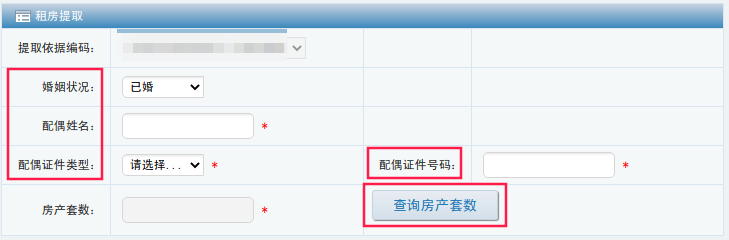 租房提取
提取依据编码：
婚姻状况： 已婚
配偶姓名： *
配偶证件类型： 请选择... * 配偶证件号码： *
房产套数： * 查询房产套数